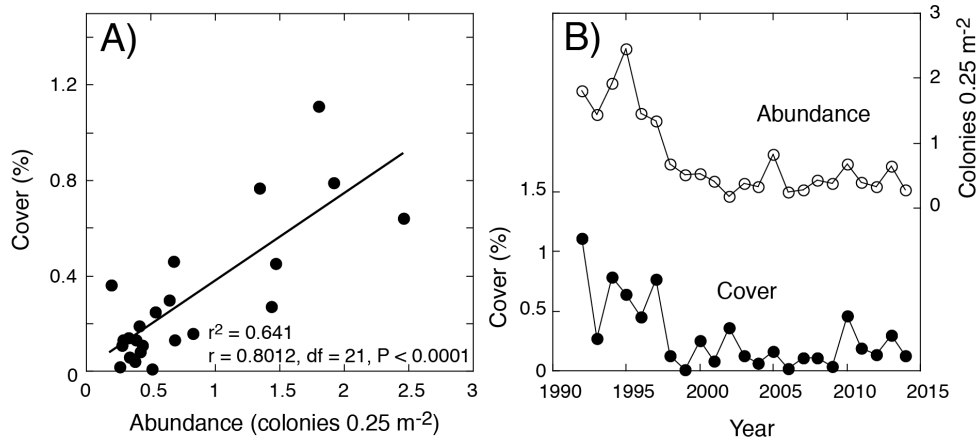 A)
Cover (%)
1.2
0.8
0.4
0
r2 = 0.641
r = 0.8012, df = 21, P < 0.0001
0 0.5 1 1.5 2 2.5 3
Abundance (colonies 0.25 m-2)
B)
Abundance
Colonies 0.25 m-2
3
2
1
0
Cover (%)
1.5
1
0.5
0
Cover
1990 1995 2000 2005 2010 2015
Year